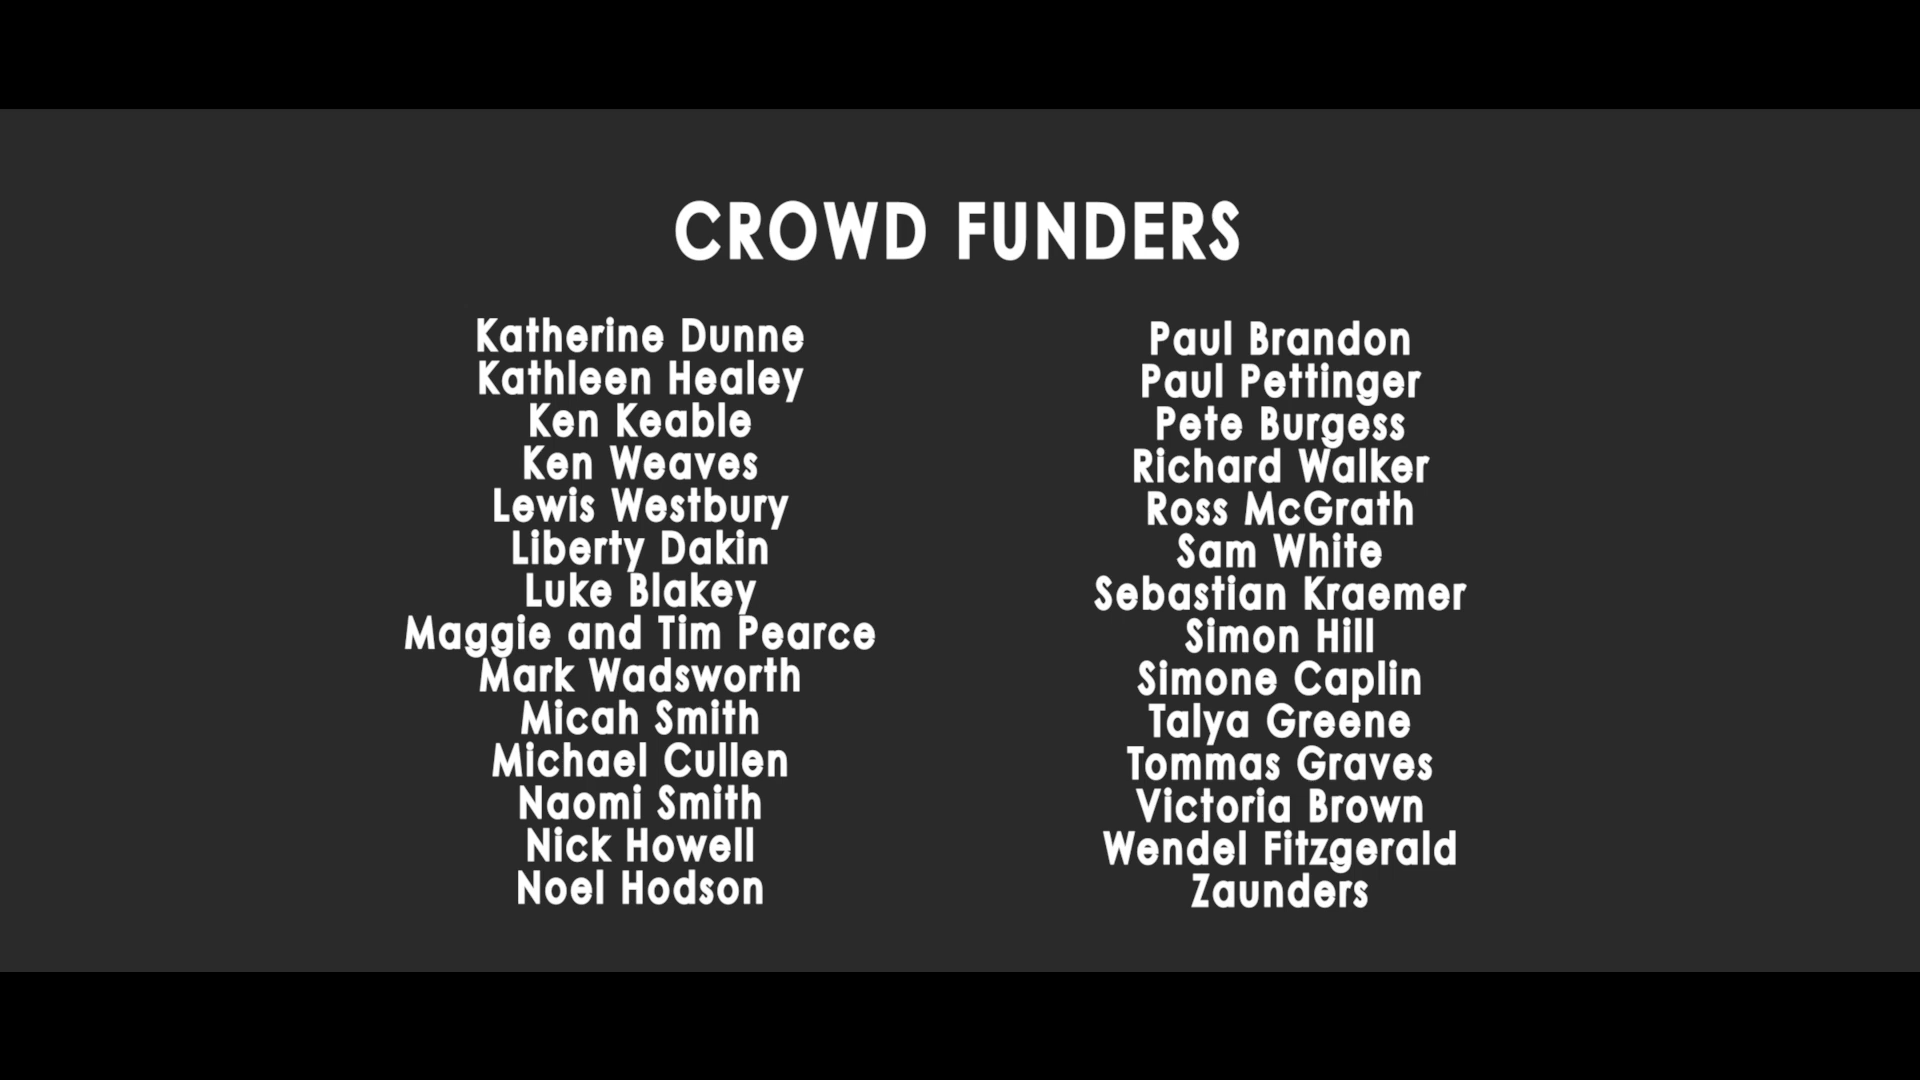 CROWD FUNDERS
Katherine Dunne
Kathleen Healey
Ken Keable
Ken Weaves
Lewis Westbury
Liberty Dakin
Luke Blakey
Maggie and Tim Pearce
Mark Wadsworth
Micah Smith
Michael Cullen
Naomi Smith
Nick Howell
Noel Hodson
Paul Brandon
Paul Pettinger
Pete Burgess
Richard Walker
Ross McGrath
Sam White
Sebastian Kraemer
Simon Hill
Simone Caplin
Talya Greene
Tommas Graves
Victoria Brown
Wendel Fitzgerald
Zaunders